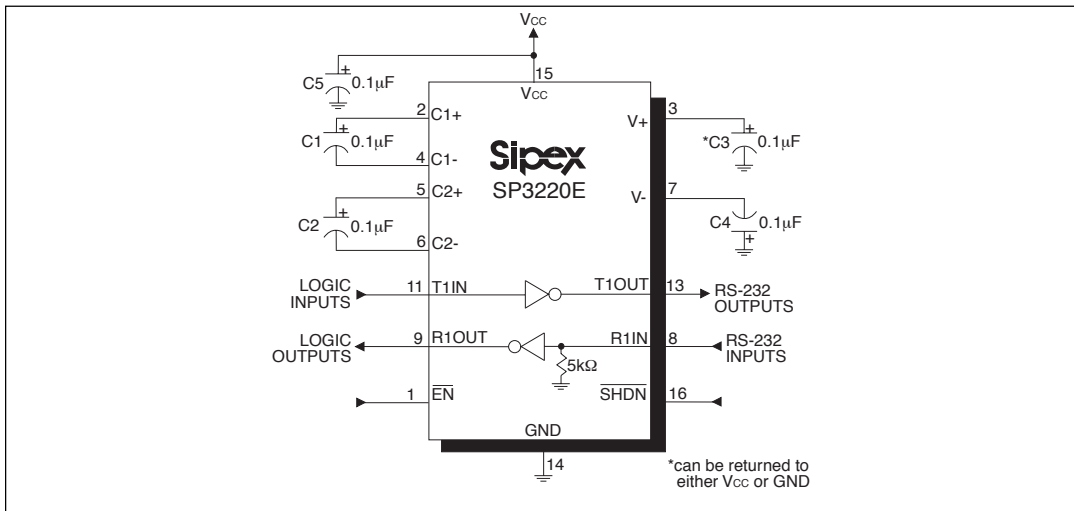 VCC
C5
+
0.1µF
15
VCC
2 C1+
C1
+
0.1µF
4 C1-
5 C2+
C2
+
0.1µF
6 C2-
Sipex
SP3220E
V+ 3
*C3
+
0.1µF
V- 7
C4
0.1µF
+
LOGIC
INPUTS
11 T1IN
T1OUT 13
RS-232
OUTPUTS
LOGIC
OUTPUTS
9 R1OUT
R1IN 8
RS-232
INPUTS
5kΩ
1 EN
SHDN 16
GND
14
*can be returned to
either VCC or GND